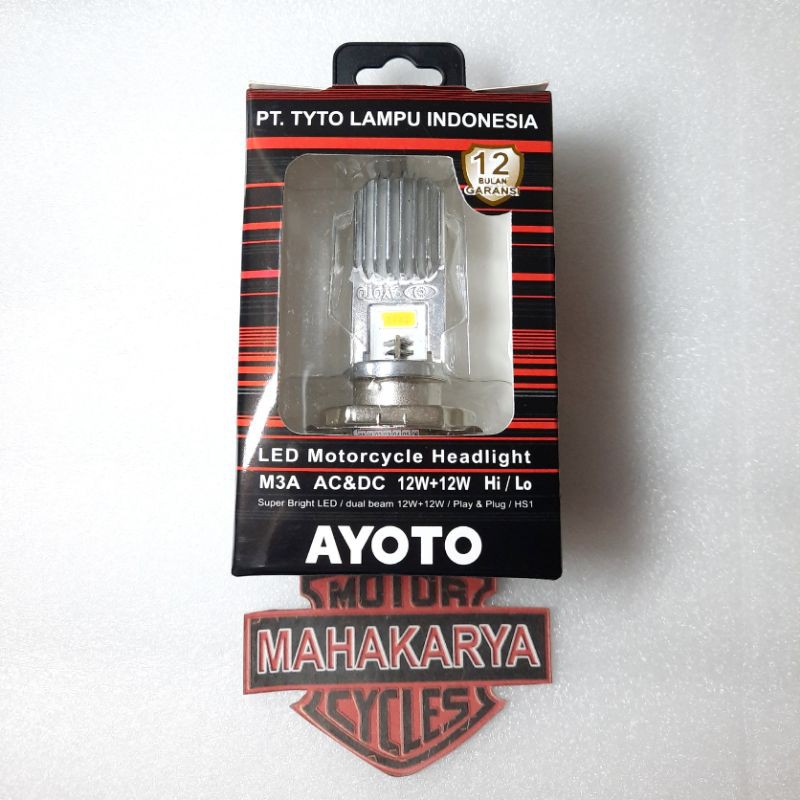 PT. TYTO LAMPU INDONESIA
12
BULAN
GARANSI
AYOTO
LED Motorcycle Headlight
M3A AC&DC 12W+12W Hi / Lo
Super Bright LED / dual beam 12W+12W / Play & Plug / HS1
AYOTO
MOTOR
MAHAKARYA
CYCLES